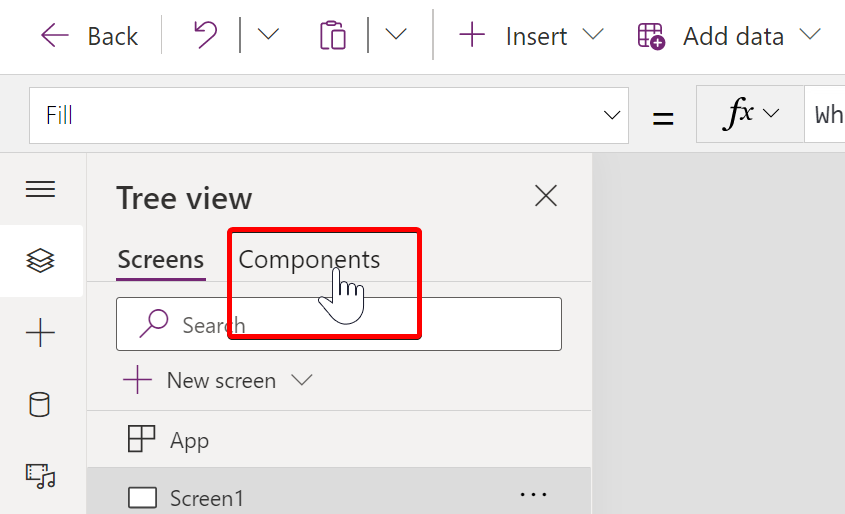 Back Insert Add data
Fill = fx Wh
Tree view
Screens Components
Search
New screen
App
Screen1 ...